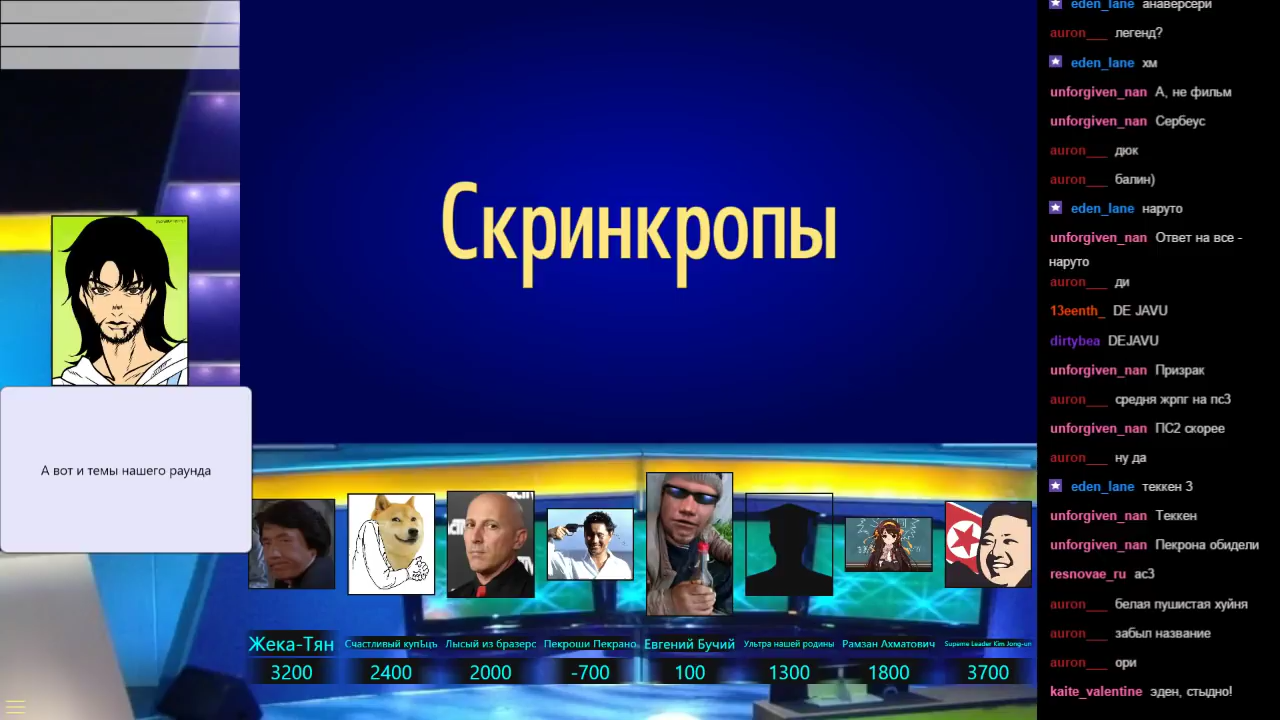 Скринкропы
А вот и темы нашего раунда
Жека-Тян
Счастливый купЬць
Лысый из бразерс
Пекроши Пекрано
Евгений Бучий
Ультра нашей родины
Рамзан Ахматович
Supeme Leader Kim Jong-un
3200
2400
2000
-700
100
1300
1800
3700
eden_lane анаверсери
auron___ легенд?
eden_lane хм
unforgiven_nan А, не фильм
unforgiven_nan Сербеус
auron___ дюк
auron___ балин)
eden_lane наруто
unforgiven_nan Ответ на все -
наруто
auron___ ди
13eenth_ DE JAVU
dirtybea DEJAVU
unforgiven_nan Призрак
auron___ средня жрпг на пс3
unforgiven_nan ПС2 скорее
auron___ ну да
eden_lane теккен 3
unforgiven_nan Теккен
unforgiven_nan Пекрона обидели
resnovae_ru ас3
auron___ белая пушистая хуйня
auron___ забыл название
auron___ ори
kaite_valentine эден, стыдно!